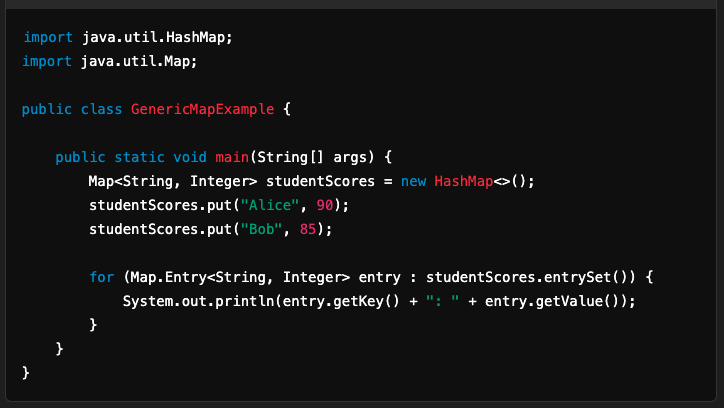 import java.util.HashMap;
import java.util.Map;
public class GenericMapExample {
public static void main(String[] args) {
Map<String, Integer> studentScores = new HashMap<>();
studentScores.put("Alice", 90);
studentScores.put("Bob", 85);
for (Map.Entry<String, Integer> entry : studentScores.entrySet()) {
System.out.println(entry.getKey() + ": " + entry.getValue());
}
}
}